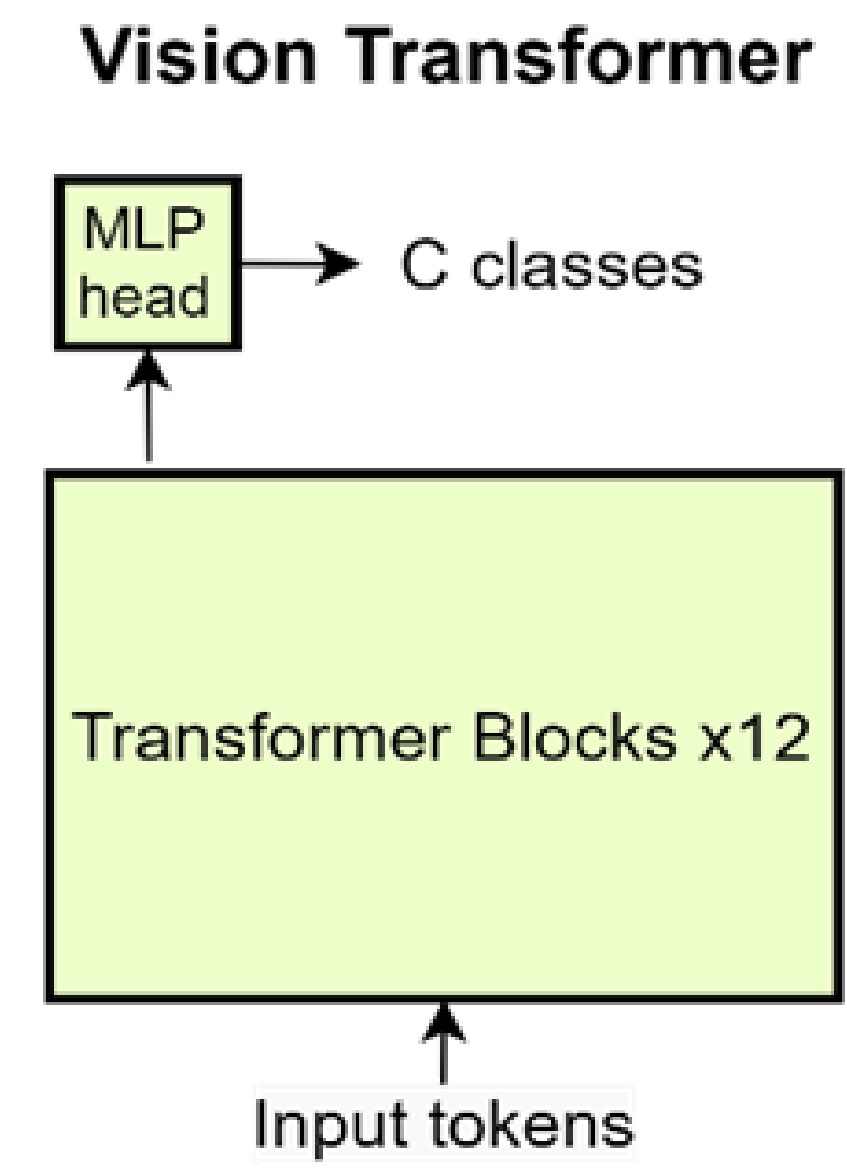 Vision Transformer
MLP
head
C classes
Transformer Blocks x12
Input tokens